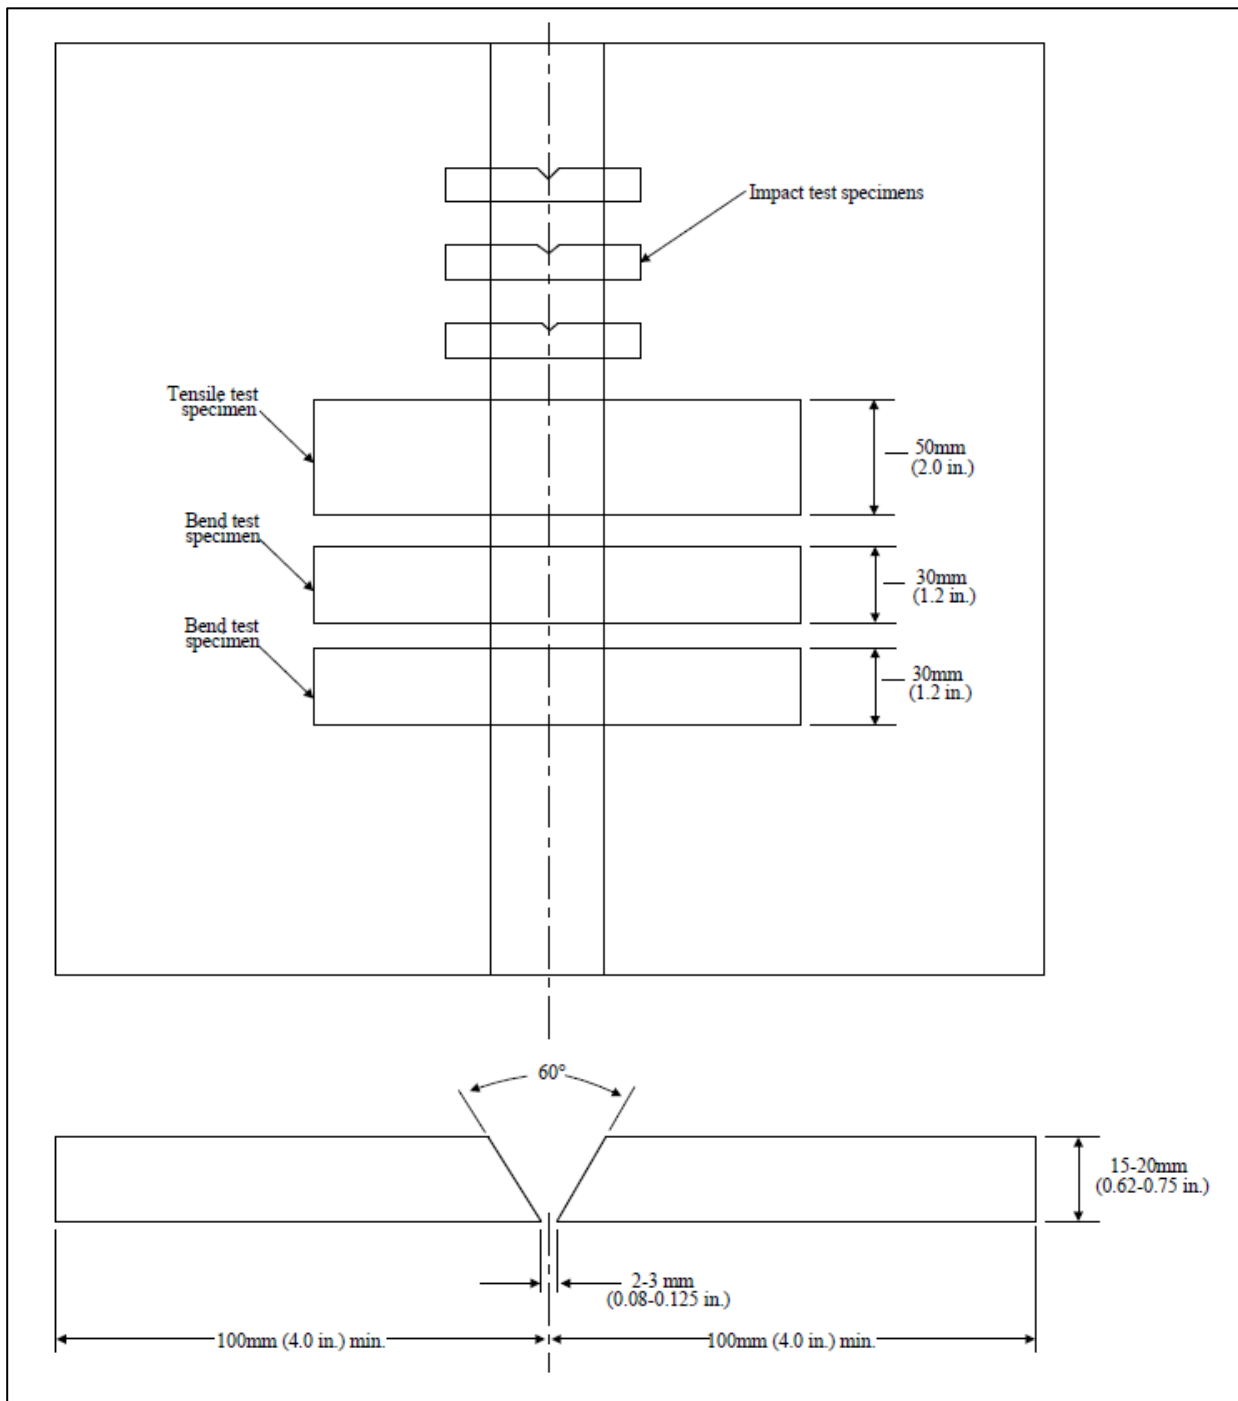 Impact test specimens
Tensile test
specimen
50mm
(2.0 in.)
Bend test
specimen
30mm
(1.2 in.)
Bend test
specimen
30mm
(1.2 in.)
60°
15-20mm
(0.62-0.75 in.)
2-3 mm
(0.08-0.125 in.)
100mm (4.0 in.) min.
100mm (4.0 in.) min.